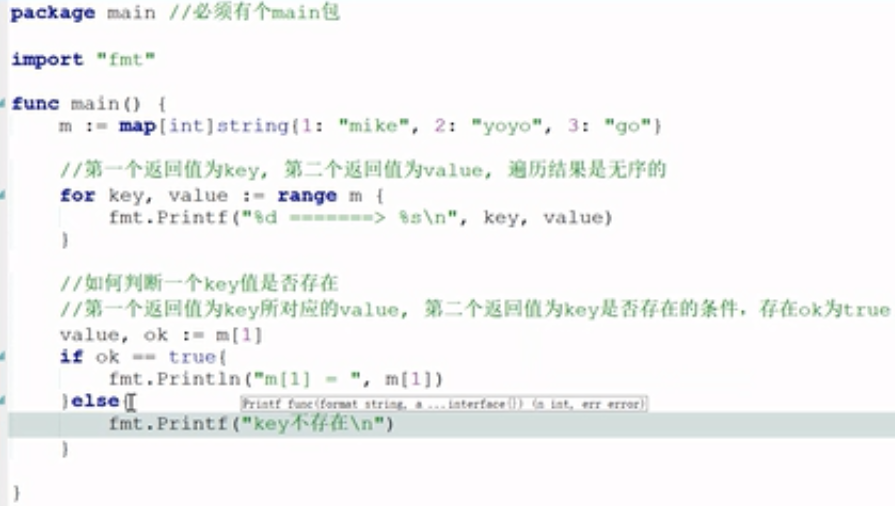 package main //必须有个main包
import "fmt"
func main() {
m := map[int]string{1: "mike", 2: "yoyo", 3: "go"}
//第一个返回值为key, 第二个返回值为value, 遍历结果是无序的
for key, value := range m {
fmt.Printf("%d =======> %s\n", key, value)
}
//如何判断一个key值是否存在
//第一个返回值为key所对应的value, 第二个返回值为key是否存在的条件，存在ok为true
value, ok := m[1]
if ok == true{
fmt.Println("m[1] = ", m[1])
}else{
Printf func(format string, a ...interface{}) (n int, err error)
fmt.Printf("key不存在\n")
}
}